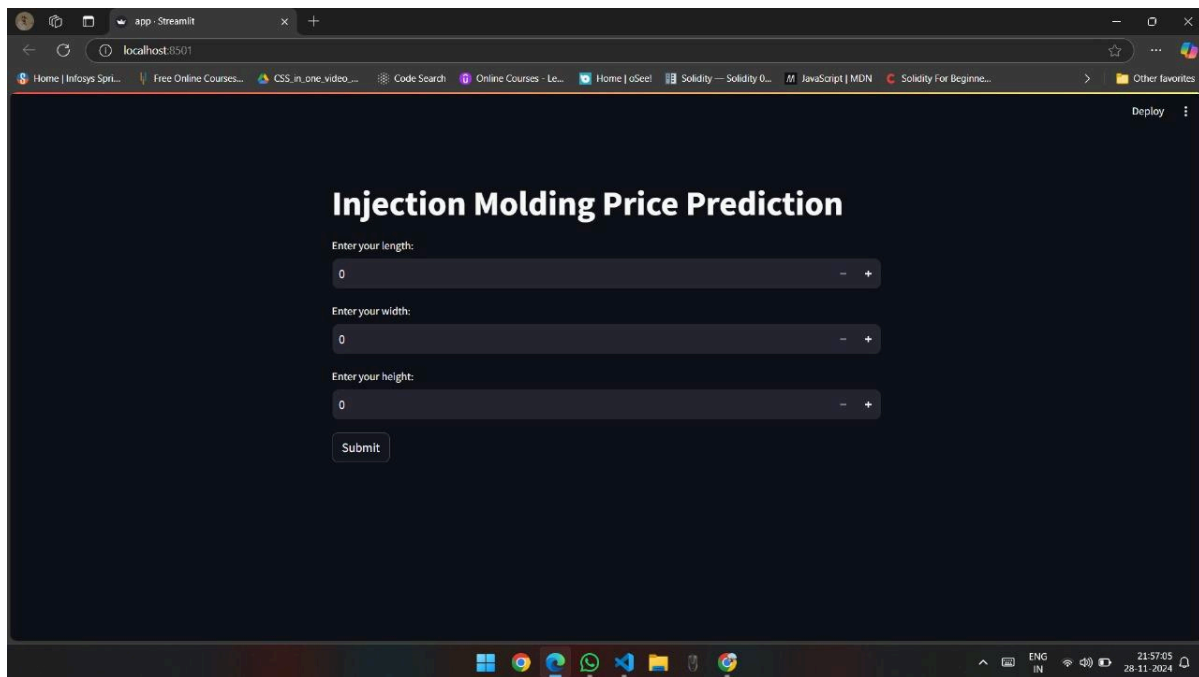 app · Streamlit
localhost:8501
Home | Infosys Spri... Free Online Courses... CSS_in_one_video_... Code Search Online Courses - Le... Home | oSee! Solidity — Solidity 0... JavaScript | MDN Solidity For Beginne... Other favorites
Deploy
Injection Molding Price Prediction
Enter your length:
0
Enter your width:
0
Enter your height:
0
Submit
ENG
IN
21:57:05
28-11-2024